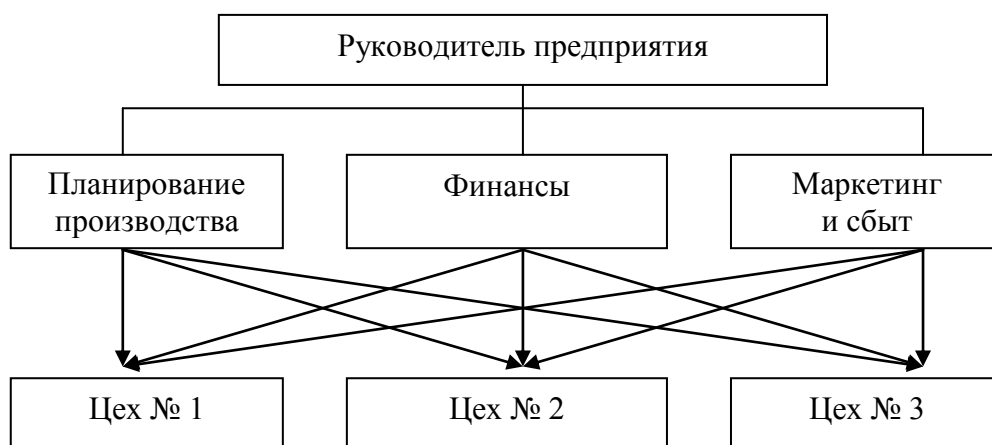 Руководитель предприятия
Планирование
производства
Финансы
Маркетинг
и сбыт
Цех № 1
Цех № 2
Цех № 3